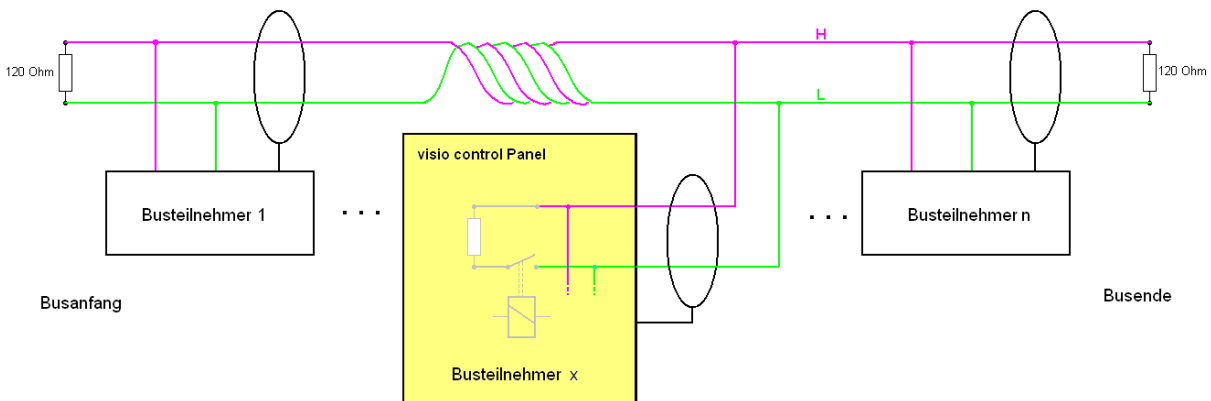 H
120 Ohm
120 Ohm
L
visio control Panel
Busteilnehmer 1
. . .
. . .
Busteilnehmer n
Busanfang
Busende
Busteilnehmer x